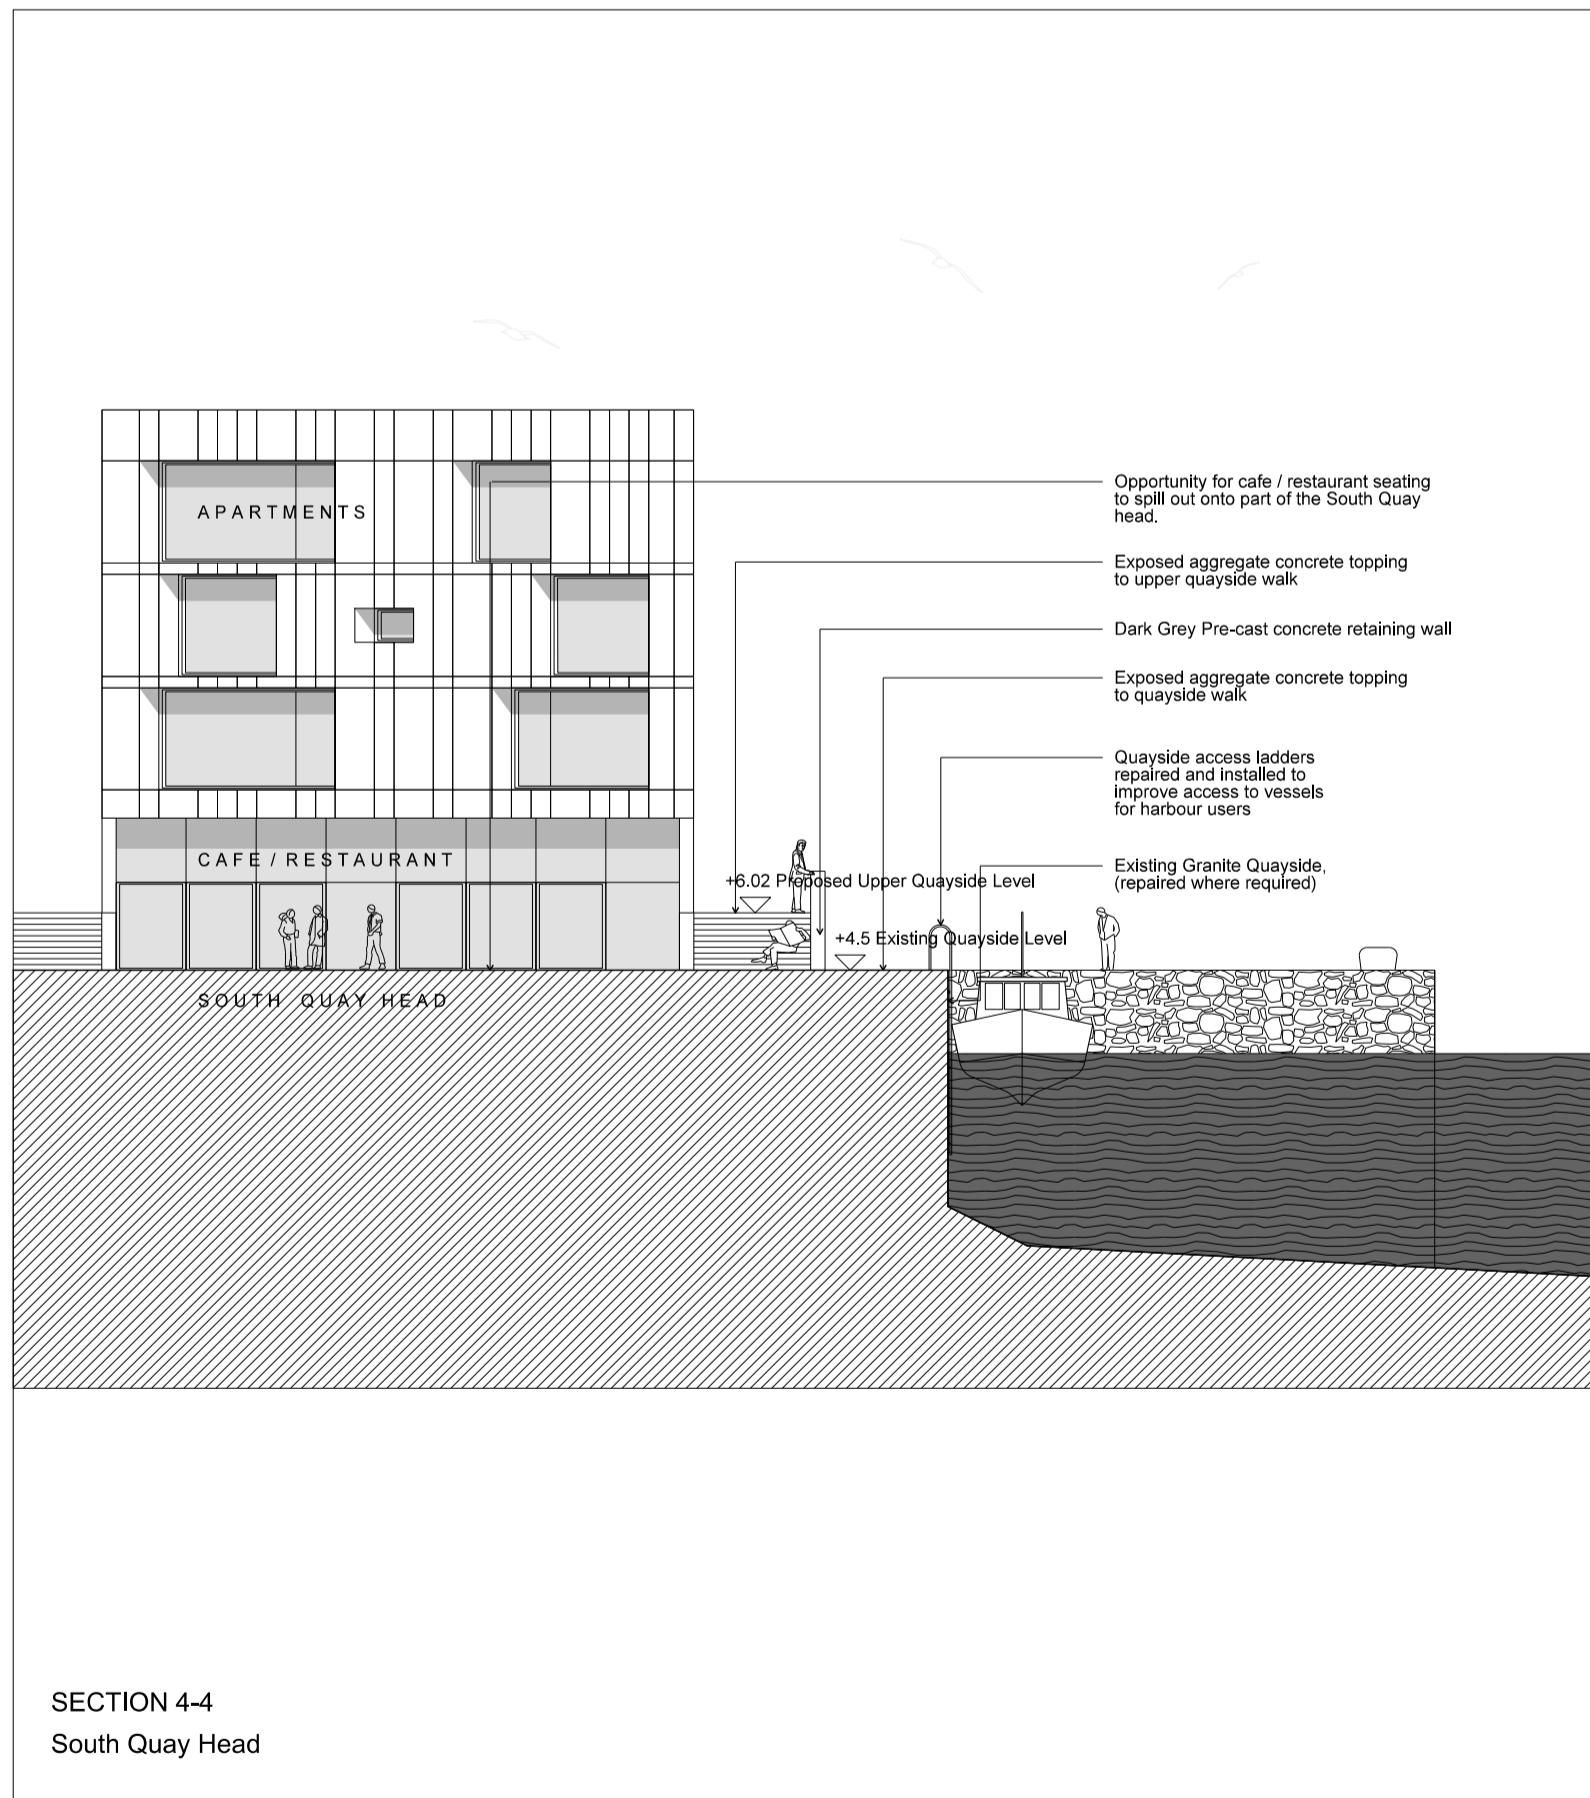 APARTMENTS
Opportunity for cafe / restaurant seating
to spill out onto part of the South Quay
head.
Exposed aggregate concrete topping
to upper quayside walk
Dark Grey Pre-cast concrete retaining wall
Exposed aggregate concrete topping
to quayside walk
Quayside access ladders
repaired and installed to
improve access to vessels
for harbour users
CAFE / RESTAURANT
Existing Granite Quayside,
(repaired where required)
+6.02 Proposed Upper Quayside Level
+4.5 Existing Quayside Level
SOUTH QUAY HEAD
SECTION 4-4
South Quay Head